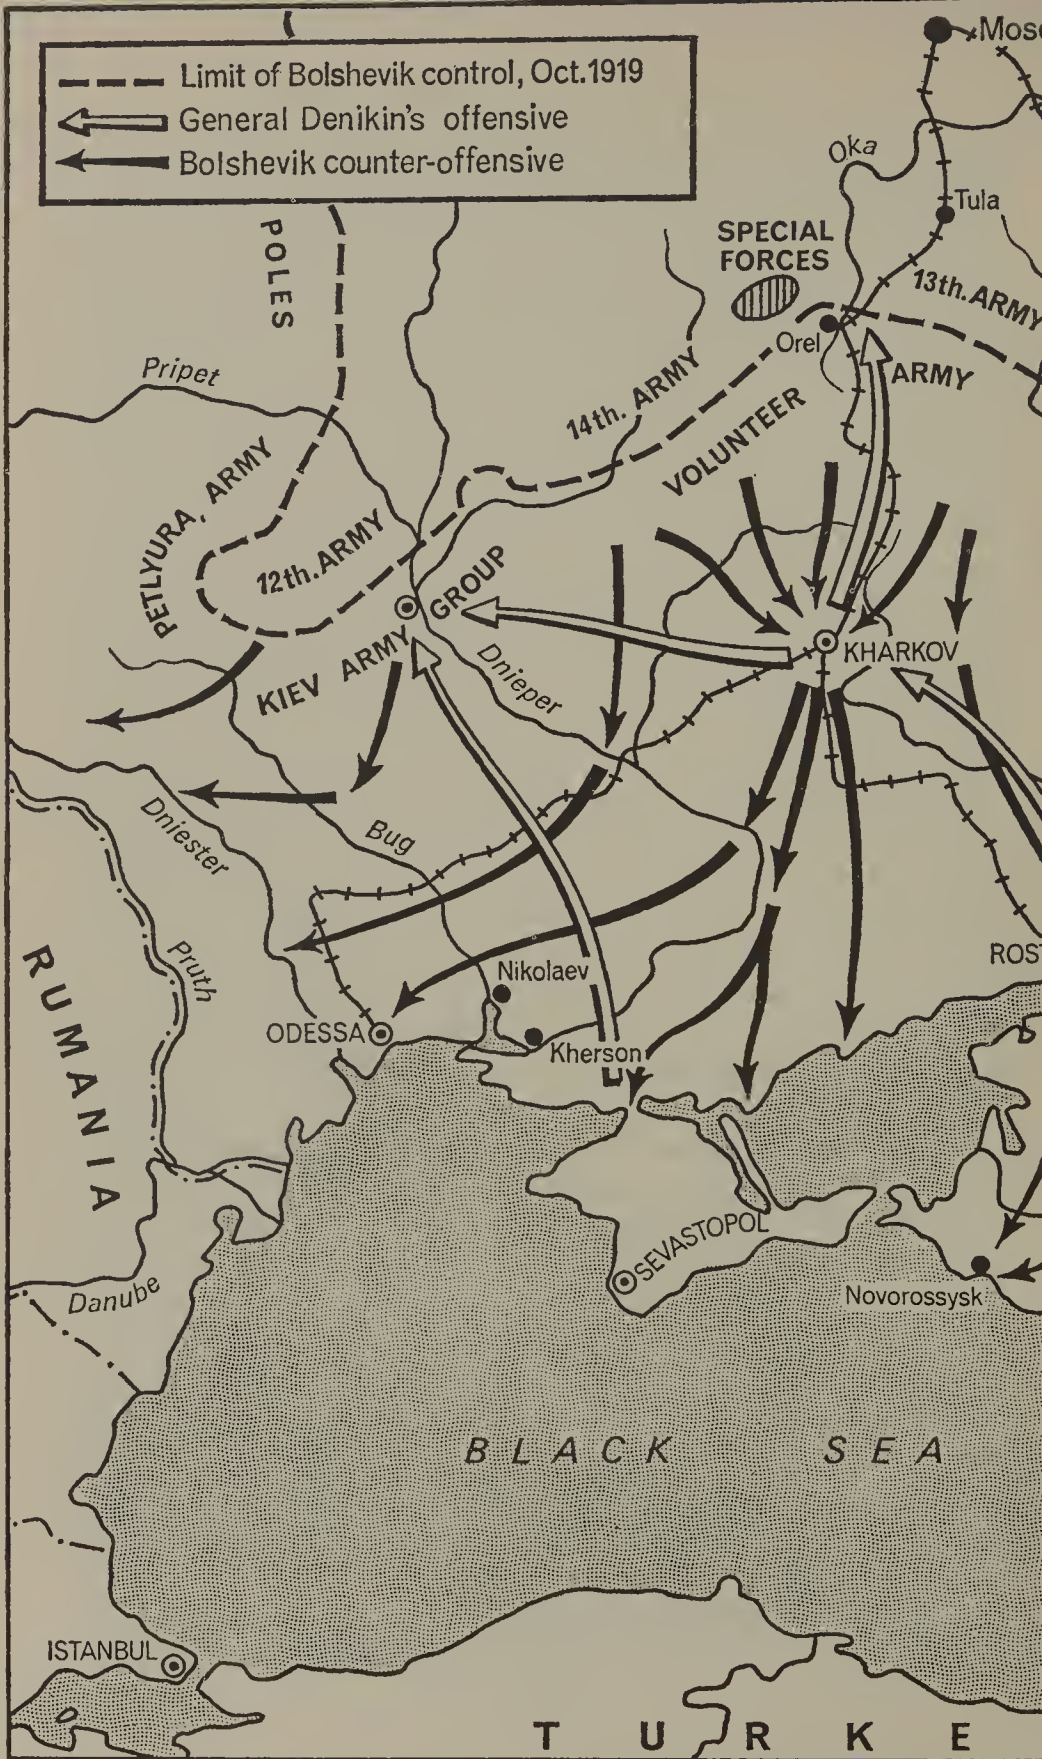 Limit of Bolshevik control, Oct. 1919
General Denikin's offensive
Bolshevik counter-offensive
Mosc
Oka
Tula
POLES
SPECIAL
FORCES
13th. ARMY
Orel
ARMY
Pripet
14th. ARMY
VOLUNTEER
PETLYURA, ARMY
12th. ARMY
GROUP
KIEV ARMY
Dnieper
KHARKOV
Dniester
Bug
RUMANIA
Pruth
ROST
Nikolaev
ODESSA
Kherson
SEVASTOPOL
Danube
Novorossysk
BLACK SEA
ISTANBUL
TURKE